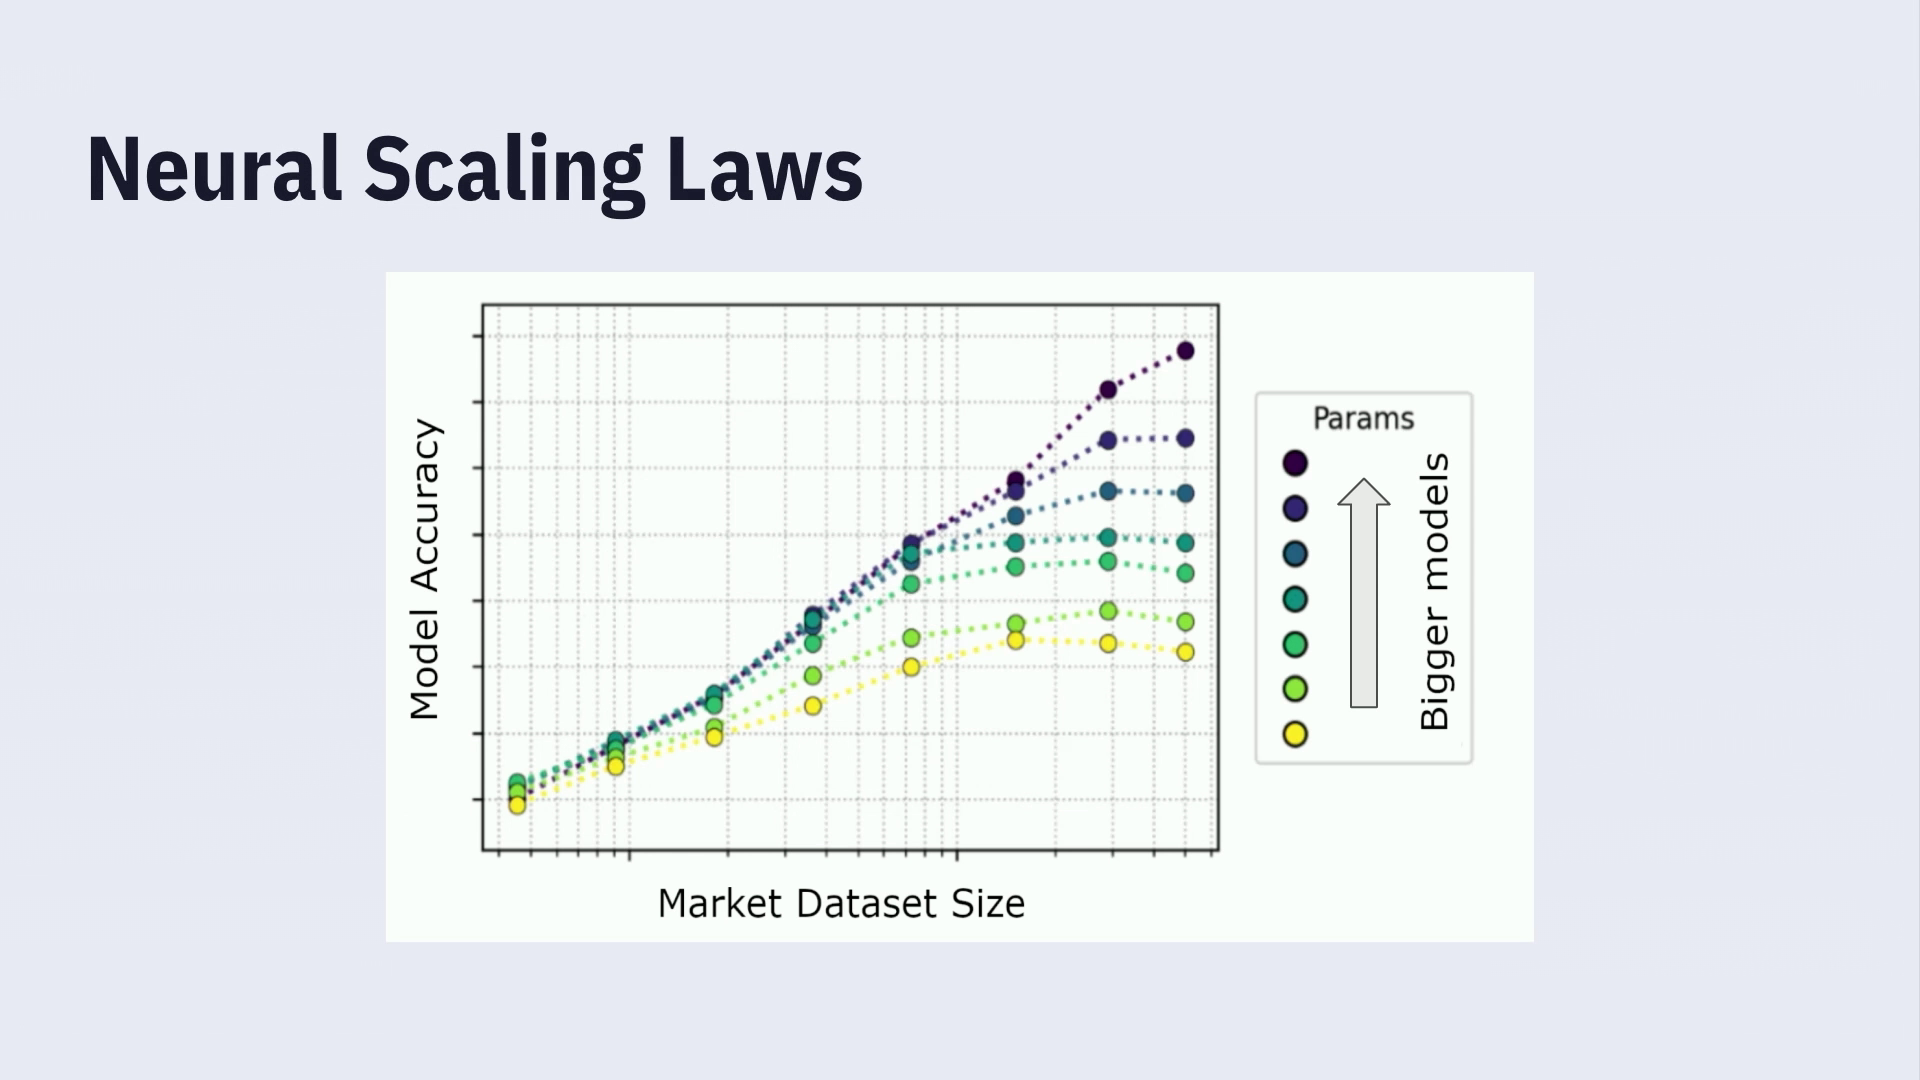 Neural Scaling Laws
Model Accuracy
Market Dataset Size
Params
Bigger models